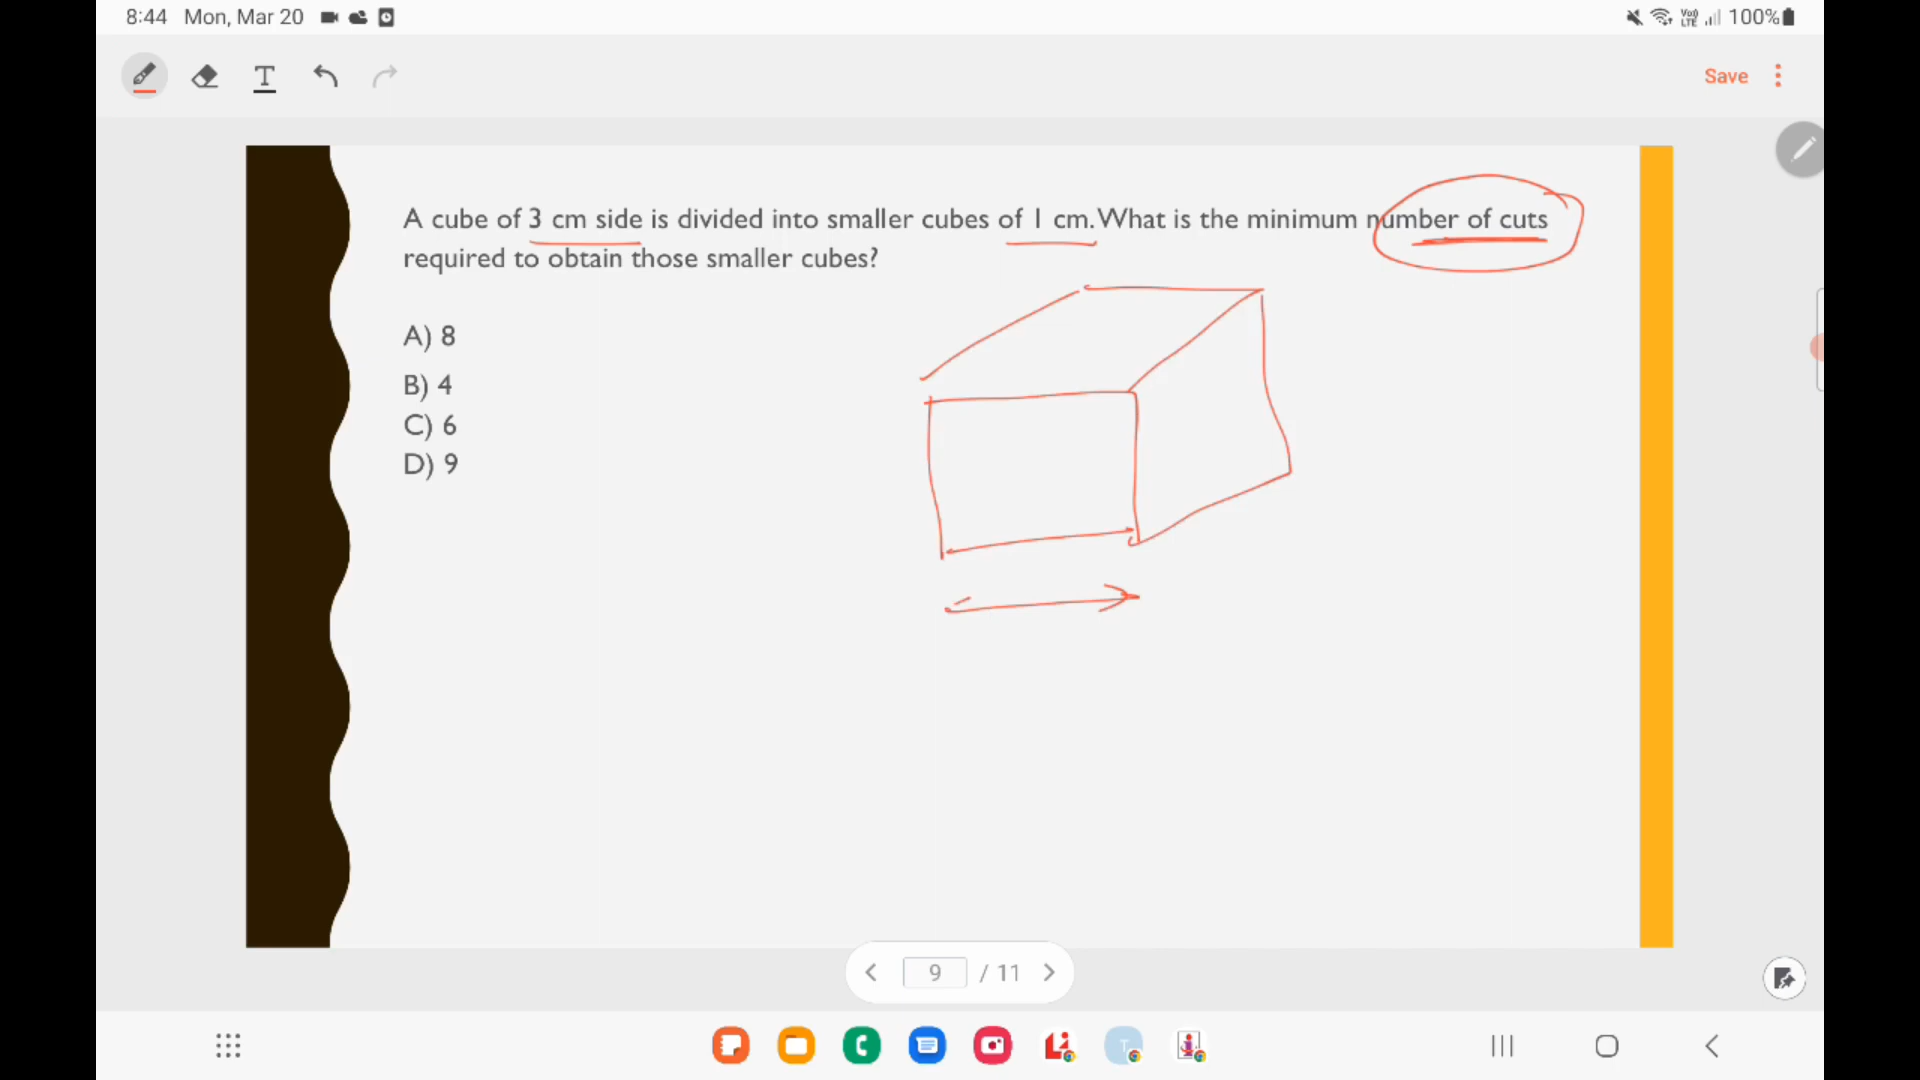 8:44 Mon, Mar 20
Vo)) LTE 100%
T
Save
A cube of 3 cm side is divided into smaller cubes of 1 cm.What is the minimum number of cuts
required to obtain those smaller cubes?
A) 8
B) 4
C) 6
D) 9
9 / 11
T